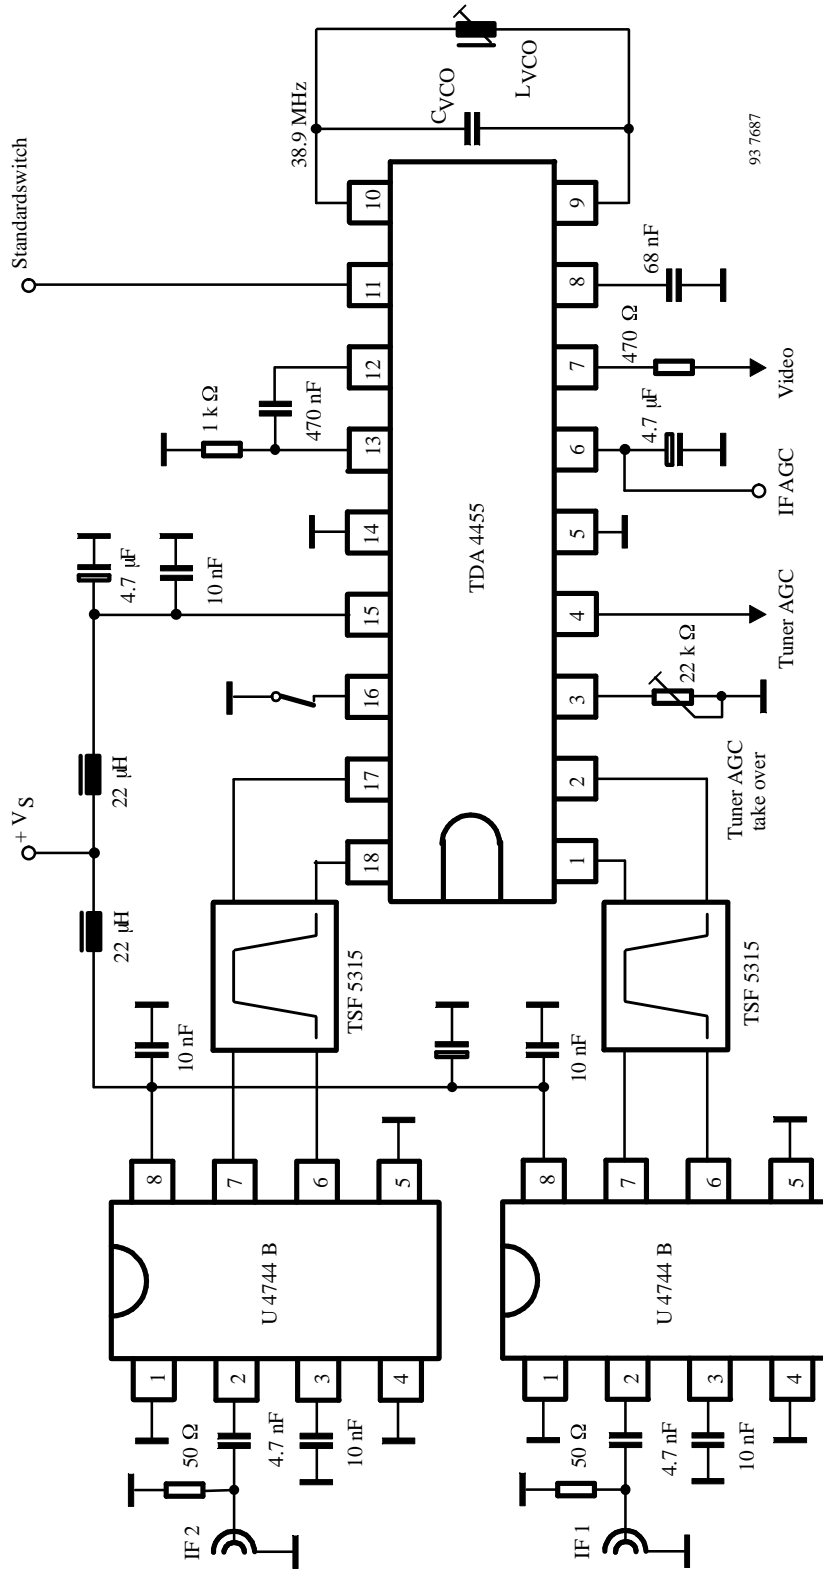 Standardswitch
38.9 MHz
C VCO
L VCO
93 7687
10
11
12
13
14
15
16
17
18
9
8
7
6
5
4
3
2
1
TDA 4455
1 k Ω
470 nF
68 nF
470 Ω
Video
4.7 µF
IF AGC
4.7 µF
10 nF
Tuner AGC
22 k Ω
Tuner AGC
take over
+ V S
22 µH
22 µH
TSF 5315
TSF 5315
10 nF
10 nF
8
7
6
5
U 4744 B
1
2
3
4
50 Ω
4.7 nF
10 nF
IF 2
8
7
6
5
U 4744 B
1
2
3
4
50 Ω
4.7 nF
10 nF
IF 1